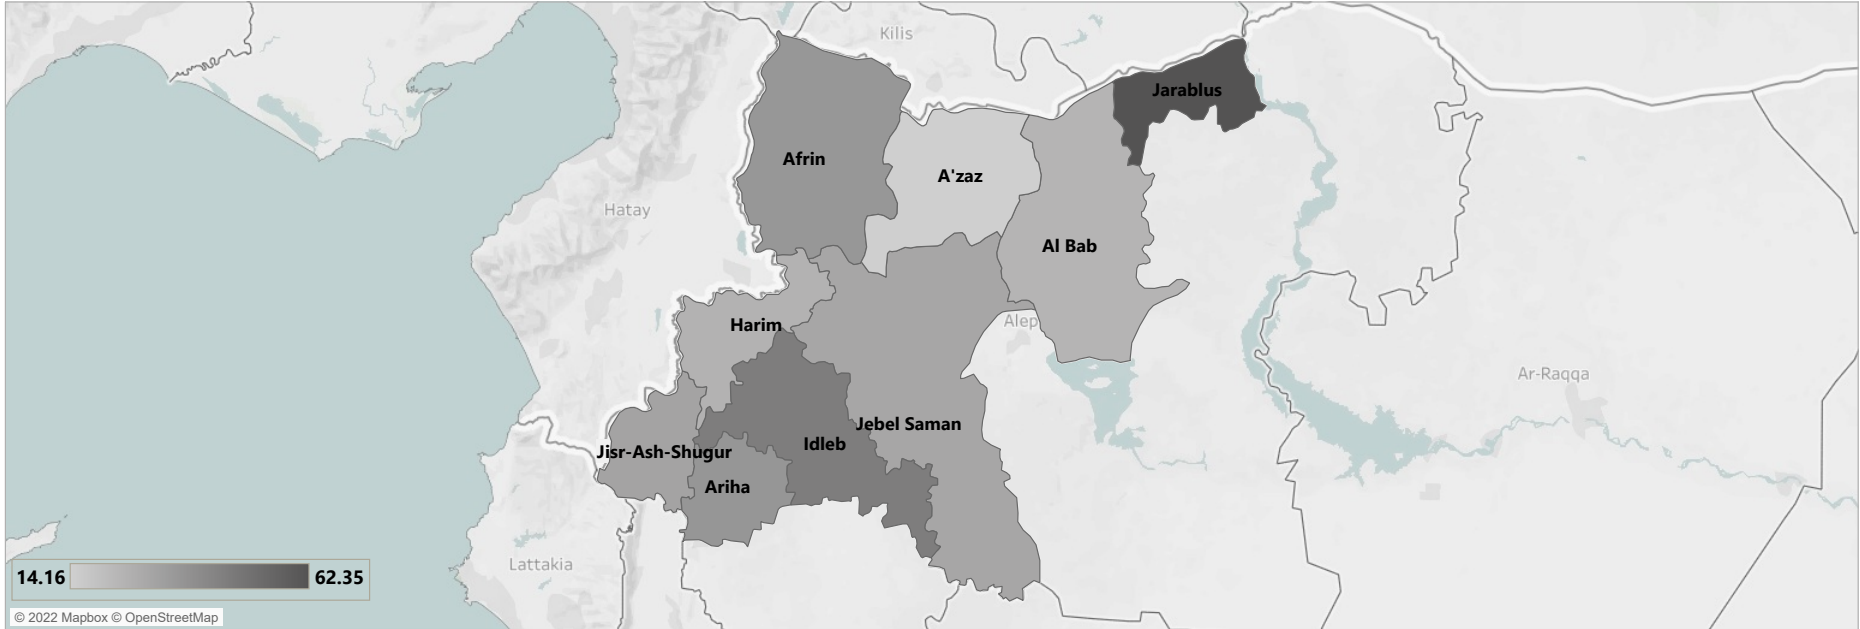 Kilis
Jarablus
Afrin
A'zaz
Hatay
Al Bab
Harim
Alep
Ar-Raqqa
Jebel Saman
Idleb
Jisr-Ash-Shugur
Ariha
Lattakia
14.16 62.35
© 2022 Mapbox © OpenStreetMap